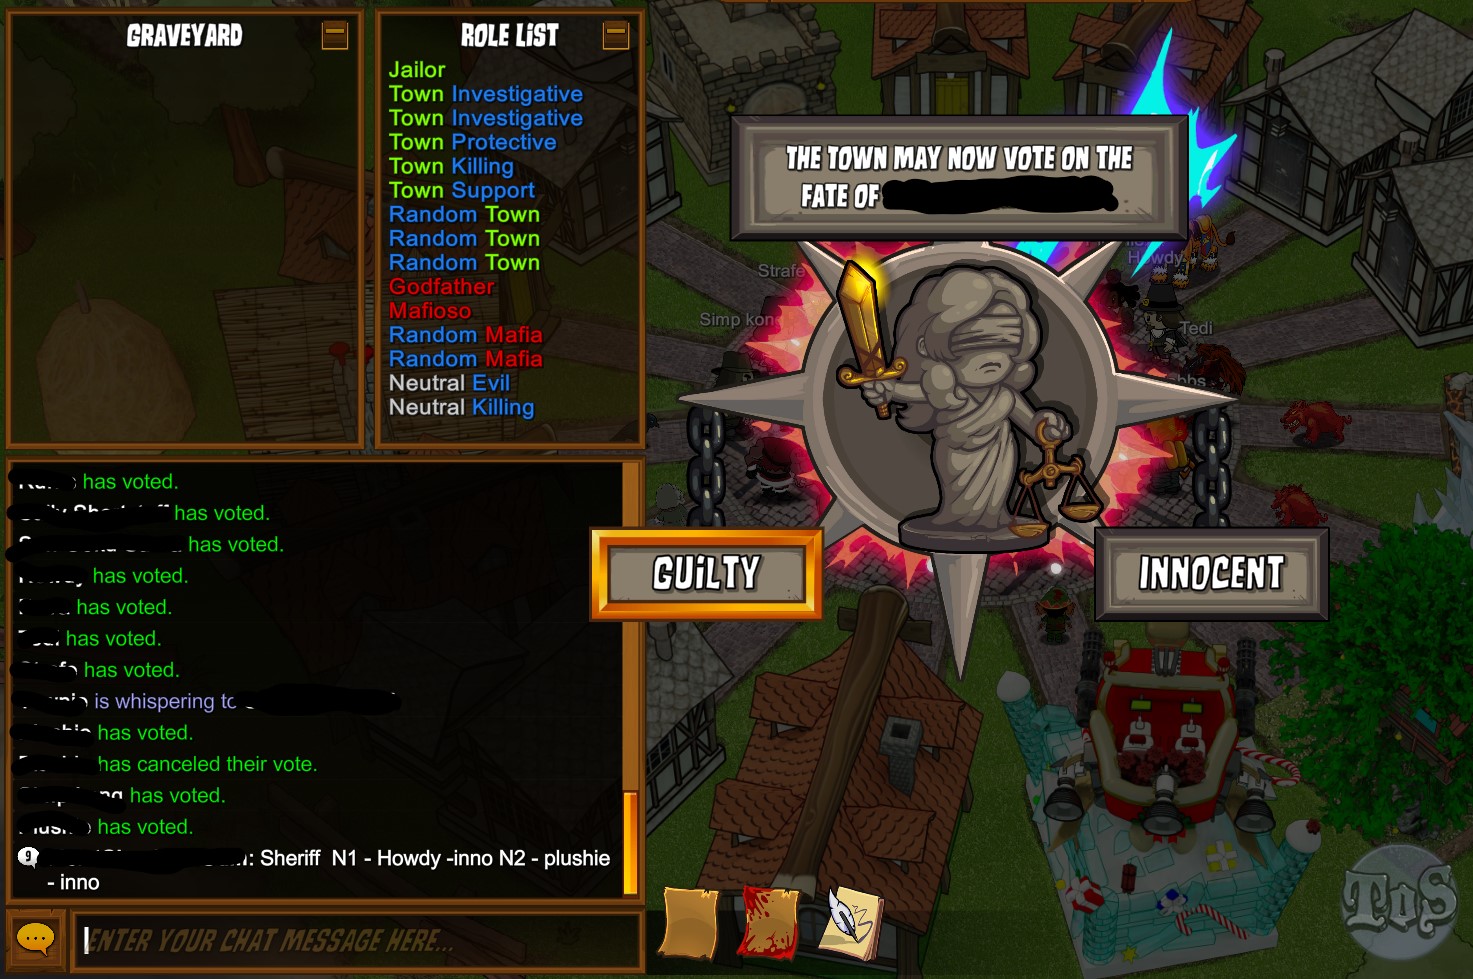 GRAVEYARD
ROLE LIST
Jailor
Town Investigative
Town Investigative
Town Protective
Town Killing
Town Support
Random Town
Random Town
Random Town
Godfather
Mafioso
Random Mafia
Random Mafia
Neutral Evil
Neutral Killing
THE TOWN MAY NOW VOTE ON THE
FATE OF
Strafe
Howdy
Simp kon
Tedi
GUILTY
INNOCENT
has voted.
has voted.
has voted.
has voted.
has voted.
has voted.
has voted.
is whispering to
has voted.
has canceled their vote.
has voted.
has voted.
9 : Sheriff N1 - Howdy -inno N2 - plushie
- inno
ENTER YOUR CHAT MESSAGE HERE...
ToS